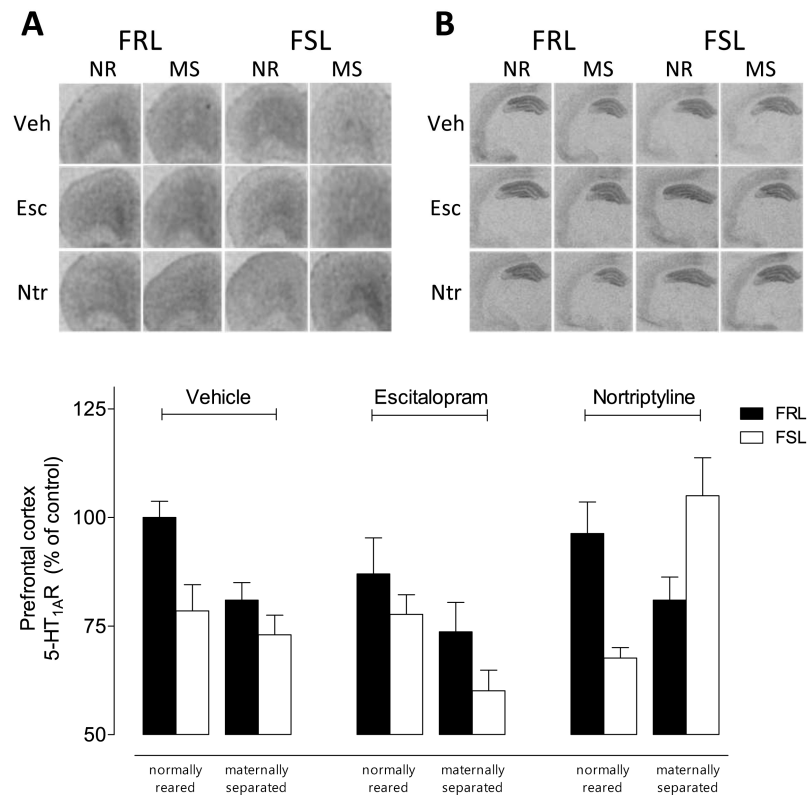 A
B
FRL FSL
FRL FSL
NR MS NR MS
NR MS NR MS
Veh
Esc
Ntr
Veh
Esc
Ntr
Prefrontal cortex
5-HT1AR (% of control)
125
100
75
50
Vehicle
Escitalopram
Nortriptyline
FRL
FSL
normally reared
maternally separated
normally reared
maternally separated
normally reared
maternally separated